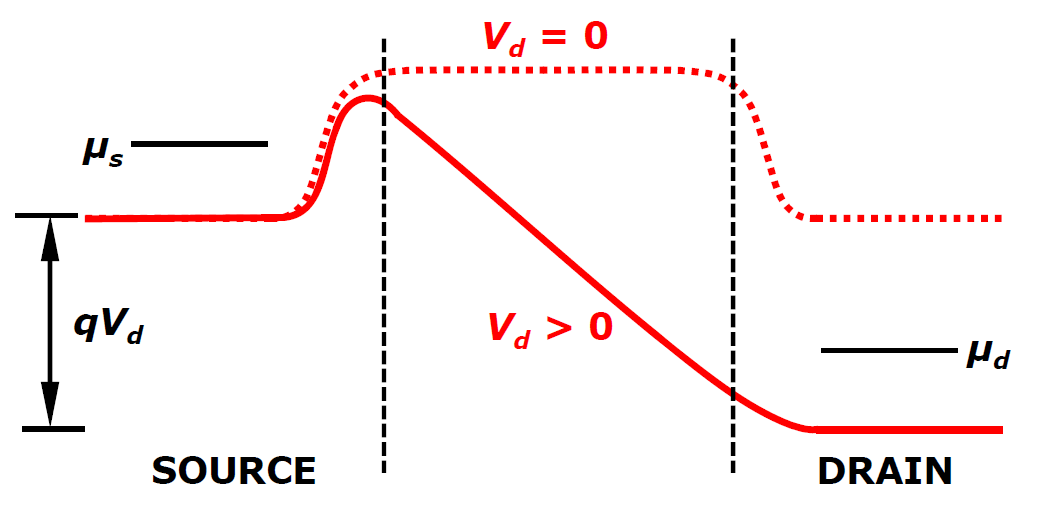 V_d = 0
μ_s
qV_d
V_d > 0
μ_d
SOURCE
DRAIN